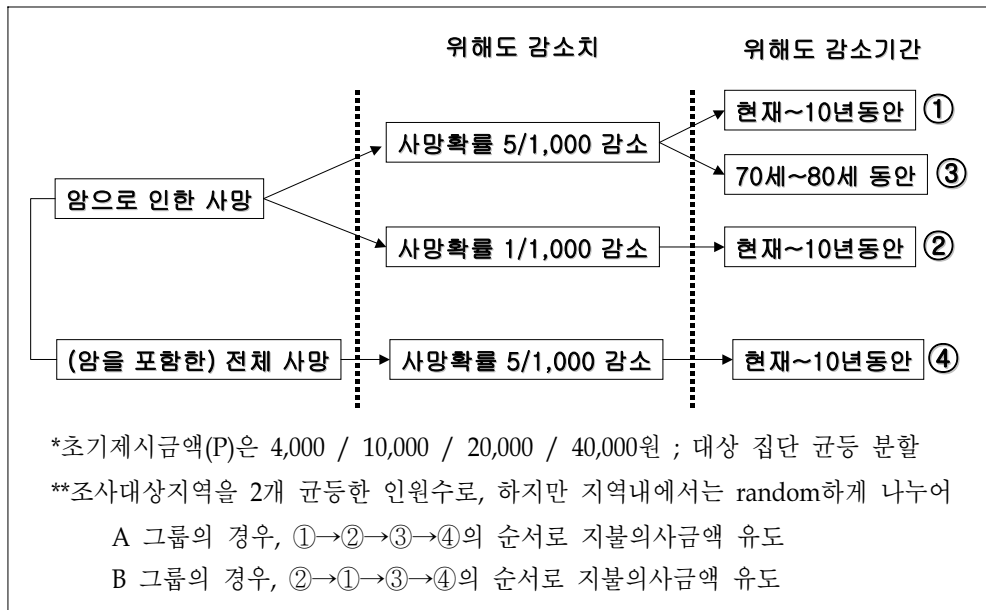 위해도 감소치
위해도 감소기간
현재~10년동안 ①
사망확률 5/1,000 감소
70세~80세 동안 ③
암으로 인한 사망
사망확률 1/1,000 감소
현재~10년동안 ②
(암을 포함한) 전체 사망
사망확률 5/1,000 감소
현재~10년동안 ④
*초기제시금액(P)은 4,000 / 10,000 / 20,000 / 40,000원 ; 대상 집단 균등 분할
**조사대상지역을 2개 균등한 인원수로, 하지만 지역내에서는 random하게 나누어
A 그룹의 경우, ①→②→③→④의 순서로 지불의사금액 유도
B 그룹의 경우, ②→①→③→④의 순서로 지불의사금액 유도